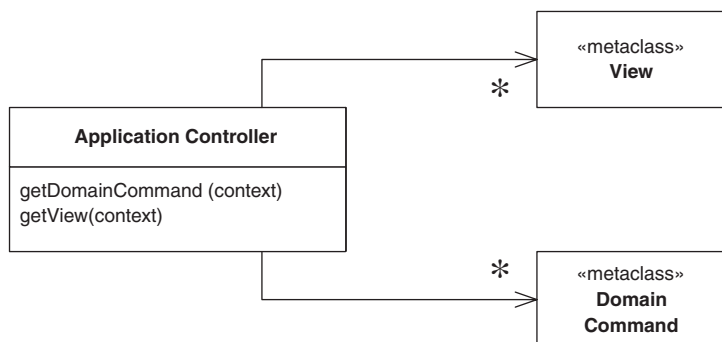 «metaclass»
View
*
Application Controller
getDomainCommand (context)
getView(context)
*
«metaclass»
Domain
Command